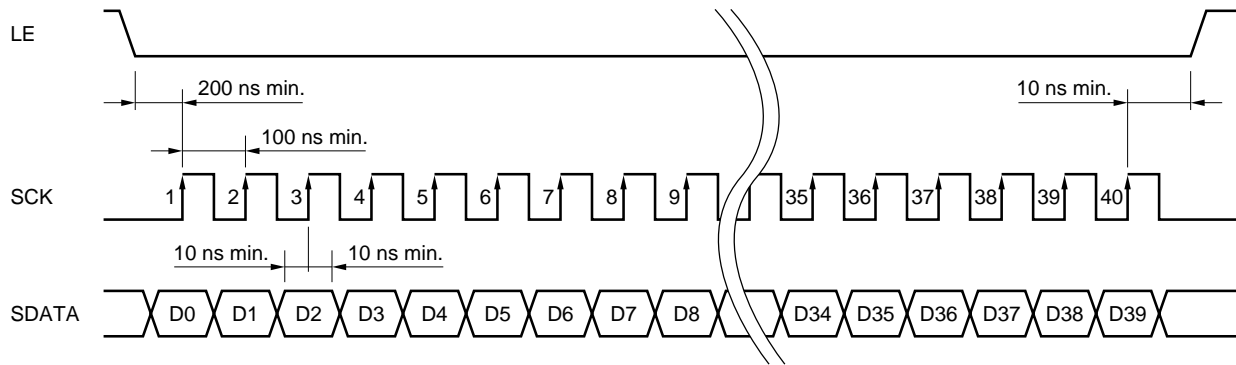 LE
200 ns min. 10 ns min.
100 ns min.
SCK 1 2 3 4 5 6 7 8 9 35 36 37 38 39 40
10 ns min. 10 ns min.
SDATA D0 D1 D2 D3 D4 D5 D6 D7 D8 D34 D35 D36 D37 D38 D39